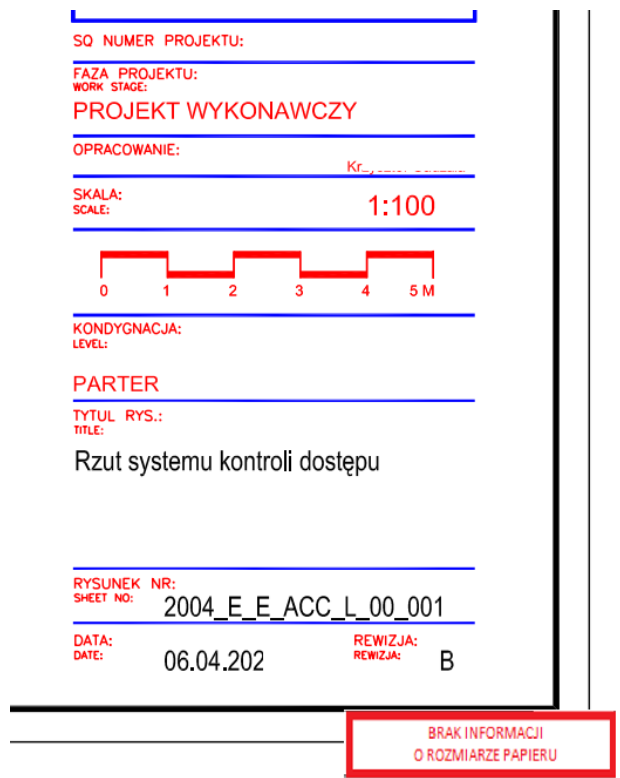 SQ NUMER PROJEKTU:
FAZA PROJEKTU:
WORK STAGE:
PROJEKT WYKONAWCZY
OPRACOWANIE:
SKALA:
SCALE:
1:100
0 1 2 3 4 5 M
KONDYGNACJA:
LEVEL:
PARTER
TYTUL RYS.:
TITLE:
Rzut systemu kontroli dostępu
RYSUNEK NR:
SHEET NO:
2004_E_E_ACC_L_00_001
DATA:
DATE:
06.04.202
REWIZJA:
REWIZJA:
B
BRAK INFORMACJI
O ROZMIARZE PAPIERU